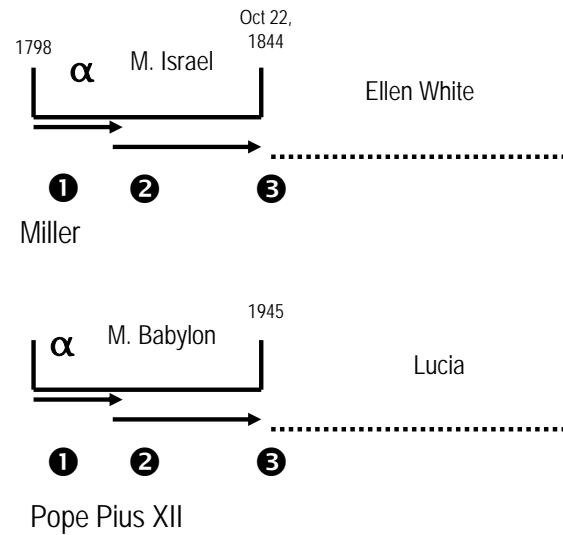 Oct 22,
1844
1798
α
M. Israel
Ellen White
❶ ❷ ❸
Miller
1945
α
M. Babylon
Lucia
❶ ❷ ❸
Pope Pius XII